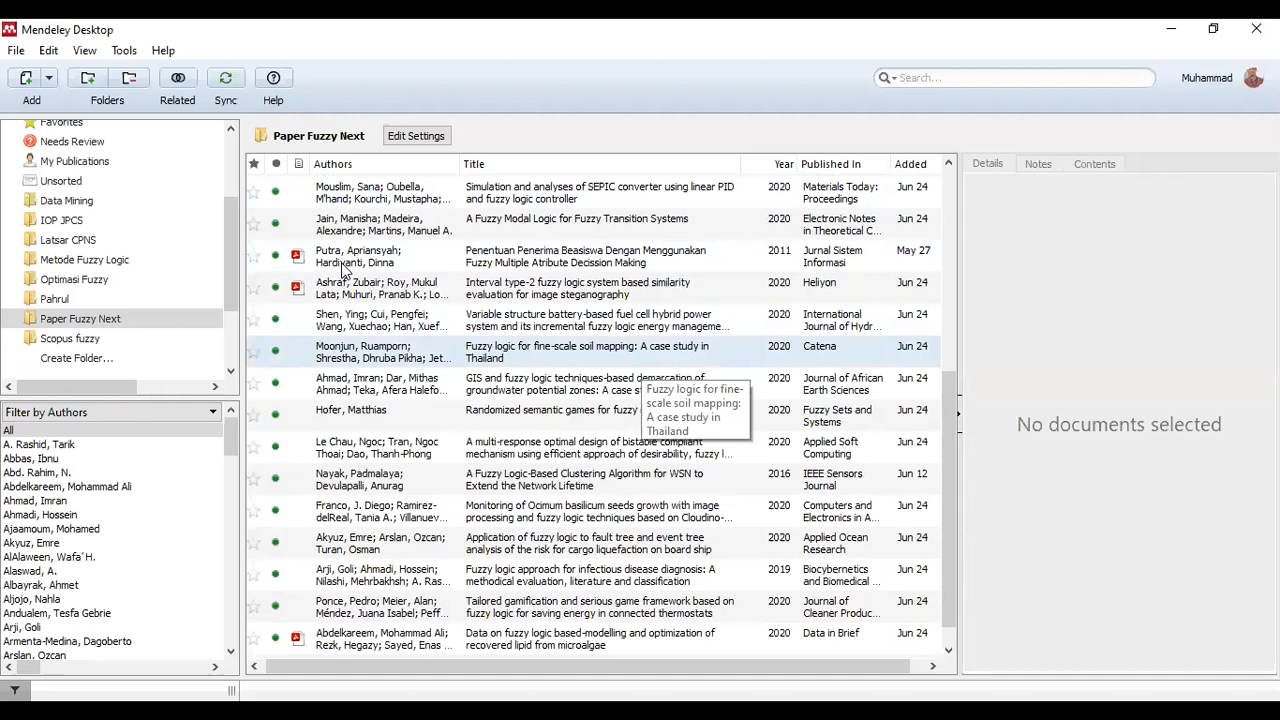 Mendeley Desktop
File Edit View Tools Help
Search...
Muhammad
Add Folders Related Sync Help
Favorites
Needs Review
My Publications
Unsorted
Data Mining
IOP JPCS
Latsar CPNS
Metode Fuzzy Logic
Optimasi Fuzzy
Pahrul
Paper Fuzzy Next
Scopus fuzzy
Create Folder...
Filter by Authors
All
A. Rashid, Tarik
Abbas, Ibnu
Abd. Rahim, N.
Abdelkareem, Mohammad Ali
Ahmad, Imran
Ahmadi, Hossein
Ajaamoum, Mohamed
Akyuz, Emre
AlAlaween, Wafa' H.
Alaswad, A.
Albayrak, Ahmet
Alojo, Nahla
Andualem, Tesfa Gebrie
Arji, Goli
Armenta-Medina, Dagoberto
Arslan, Ozcan
Paper Fuzzy Next Edit Settings
Authors Title Year Published In Added
Mouslim, Sana; Oubella, Simulation and analyses of SEPIC converter using linear PID 2020 Materials Today: Jun 24
M'hand; Kourchi, Mustapha;... and fuzzy logic controller Proceedings
Jain, Manisha; Madeira, A Fuzzy Modal Logic for Fuzzy Transition Systems 2020 Electronic Notes Jun 24
Alexandre; Martins, Manuel A. in Theoretical C...
Putra, Apriansyah; Penentuan Penerima Beasiswa Dengan Menggunakan 2011 Jurnal Sistem May 27
Hardiyanti, Dinna Fuzzy Multiple Atribute Decission Making Informasi
Ashraf, Zubair; Roy, Mukul Interval type-2 fuzzy logic system based similarity 2020 Heliyon Jun 24
Lata; Muhuri, Pranab K.; Lo... evaluation for image steganography
Shen, Ying; Cui, Pengfei; Variable structure battery-based fuel cell hybrid power 2020 International Jun 24
Wang, Xuechao; Han, Xuef... system and its incremental fuzzy logic energy manageme... Journal of Hydr...
Moonjun, Ruamporn; Fuzzy logic for fine-scale soil mapping: A case study in 2020 Catena Jun 24
Shrestha, Dhruba Pikha; Jet... Thailand
Ahmad, Imran; Dar, Mithas GIS and fuzzy logic techniques-based demarcation of 2020 Journal of African Jun 24
Ahmad; Teka, Afera Halefo... groundwater potential zones: A case s Earth Sciences
Hofer, Matthias Randomized semantic games for fuzzy 2020 Fuzzy Sets and Jun 24
Systems
Le Chau, Ngoc; Tran, Ngoc A multi-response optimal design of bistable compliant 2020 Applied Soft Jun 24
Thoai; Dao, Thanh-Phong mechanism using efficient approach of desirability, fuzzy l... Computing
Nayak, Padmalaya; A Fuzzy Logic-Based Clustering Algorithm for WSN to 2016 IEEE Sensors Jun 12
Devulapalli, Anurag Extend the Network Lifetime Journal
Franco, J. Diego; Ramirez- Monitoring of Ocimum basilicum seeds growth with image 2020 Computers and Jun 24
delReal, Tania A.; Villanuev... processing and fuzzy logic techniques based on Cloudino-... Electronics in A...
Akyuz, Emre; Arslan, Ozcan; Application of fuzzy logic to fault tree and event tree 2020 Applied Ocean Jun 24
Turan, Osman analysis of the risk for cargo liquefaction on board ship Research
Arji, Goli; Ahmadi, Hossein; Fuzzy logic approach for infectious disease diagnosis: A 2019 Biocybernetics Jun 24
Nilashi, Mehrbakhsh; A. Ras... methodical evaluation, literature and classification and Biomedical ...
Ponce, Pedro; Meier, Alan; Tailored gamification and serious game framework based on 2020 Journal of Jun 24
Méndez, Juana Isabel; Peff... fuzzy logic for saving energy in connected thermostats Cleaner Produc...
Abdelkareem, Mohammad Ali; Data on fuzzy logic based-modelling and optimization of 2020 Data in Brief Jun 24
Rezk, Hegazy; Sayed, Enas ... recovered lipid from microalgae
Fuzzy logic for fine-
scale soil mapping:
A case study in
Thailand
Details Notes Contents
No documents selected